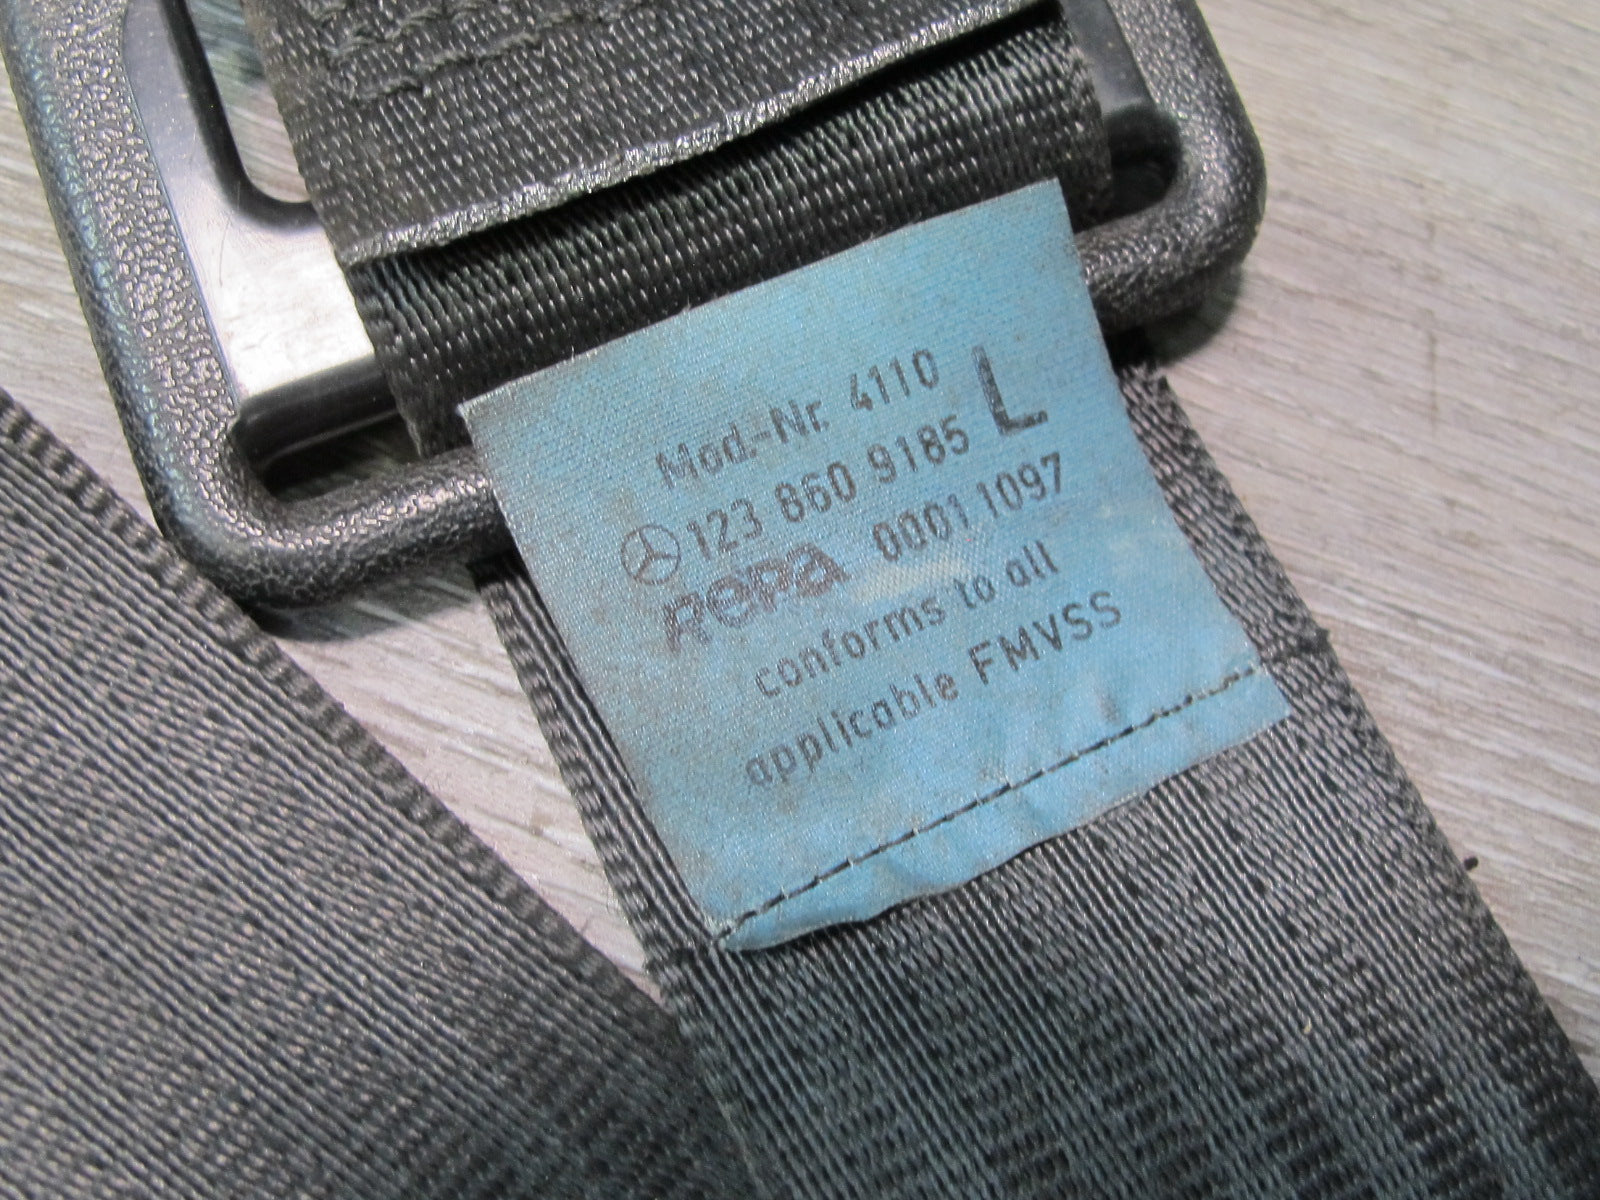 Mod.-Nr. 4110
123 860 9185 L
repa 0001 1097
conforms to all
applicable FMVSS